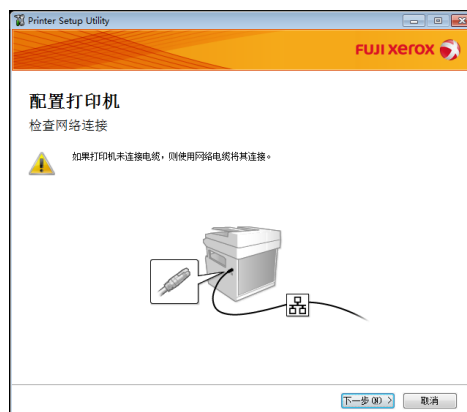 Printer Setup Utility
FUJI xerox
配置打印机
检查网络连接
如果打印机未连接电缆，则使用网络电缆将其连接。
下一步(N) >
取消